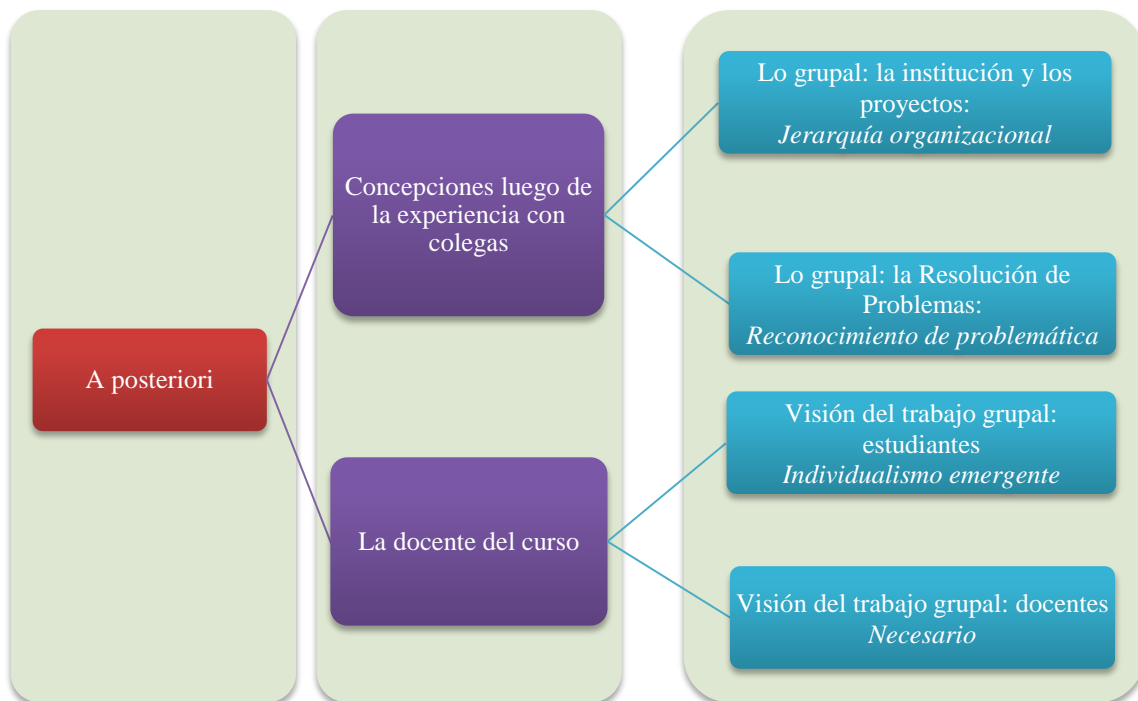 A posteriori
Concepciones luego de
la experiencia con
colegas
La docente del curso
Lo grupal: la institución y los
proyectos:
Jerarquía organizacional
Lo grupal: la Resolución de
Problemas:
Reconocimiento de problemática
Visión del trabajo grupal:
estudiantes
Individualismo emergente
Visión del trabajo grupal: docentes
Necesario